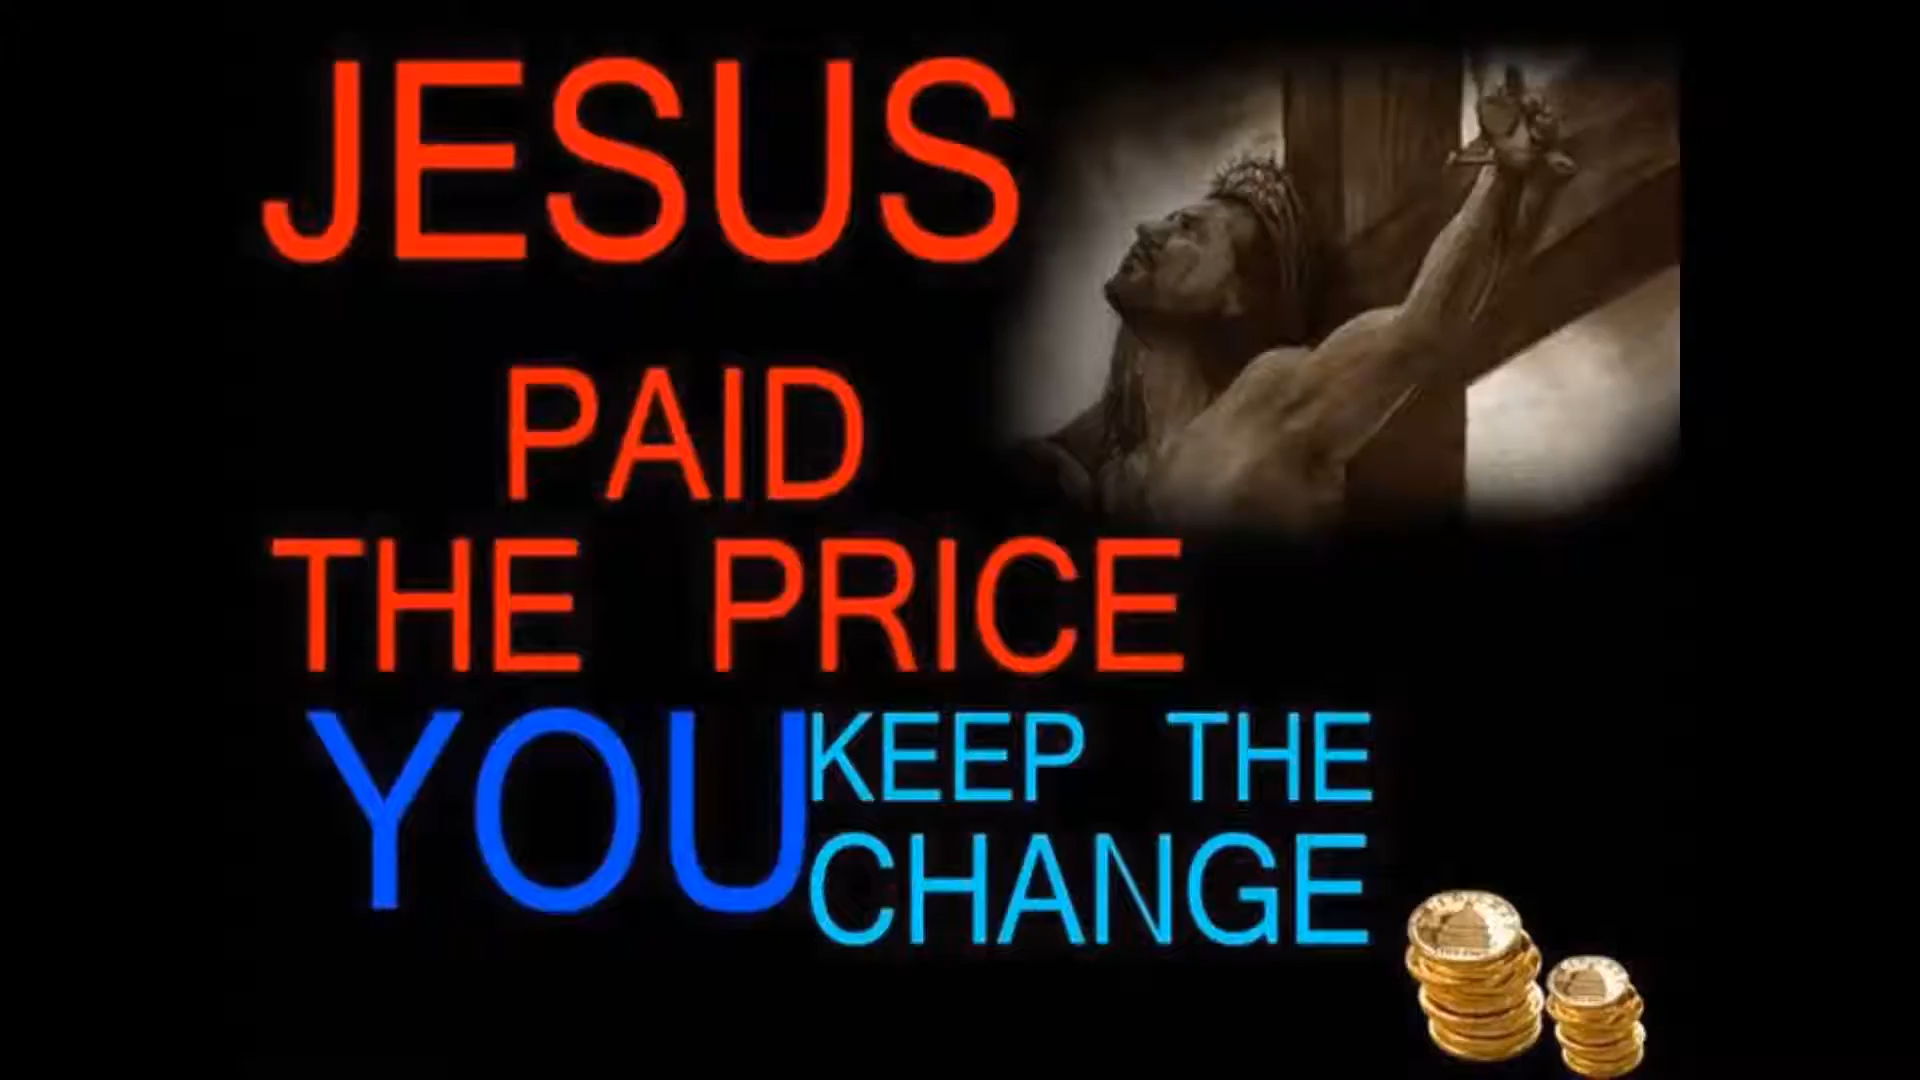 JESUS
PAID
THE PRICE
YOU KEEP THE
CHANGE